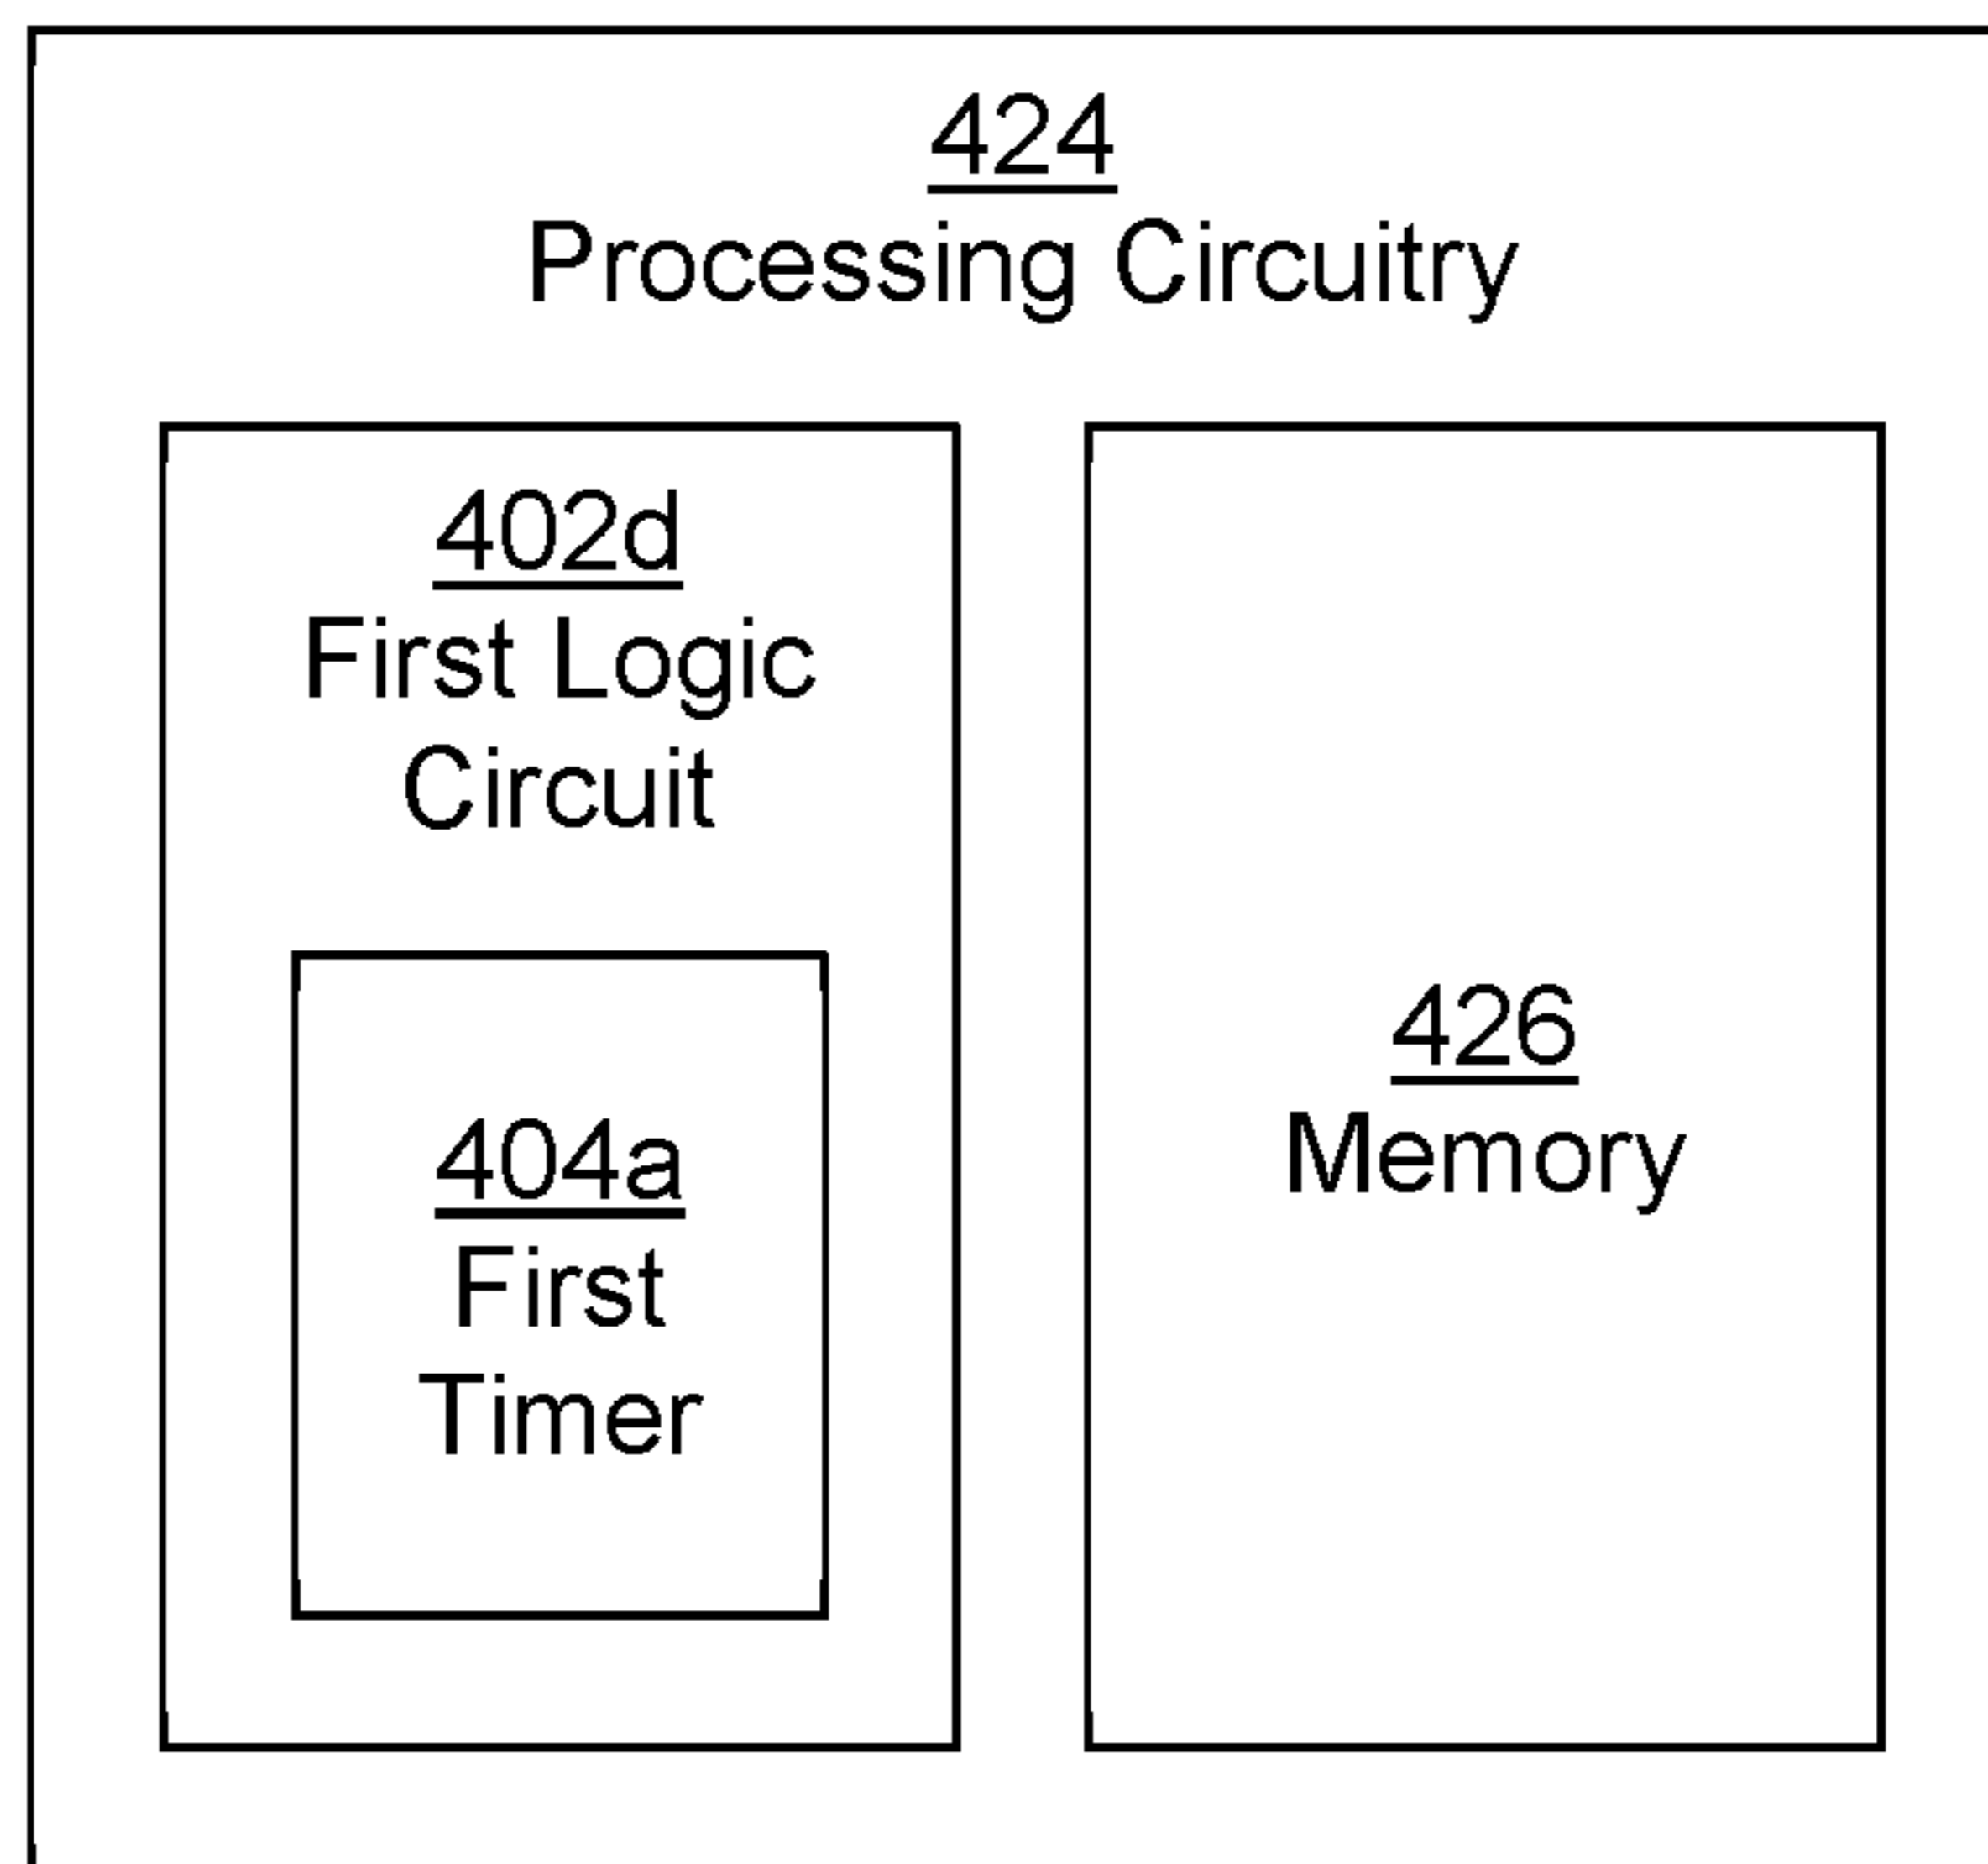 424
Processing Circuitry
402d
First Logic
Circuit
404a
First
Timer
426
Memory